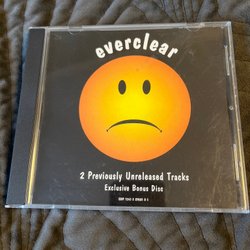 everclear
2 Previously Unreleased Tracks
Exclusive Bonus Disc